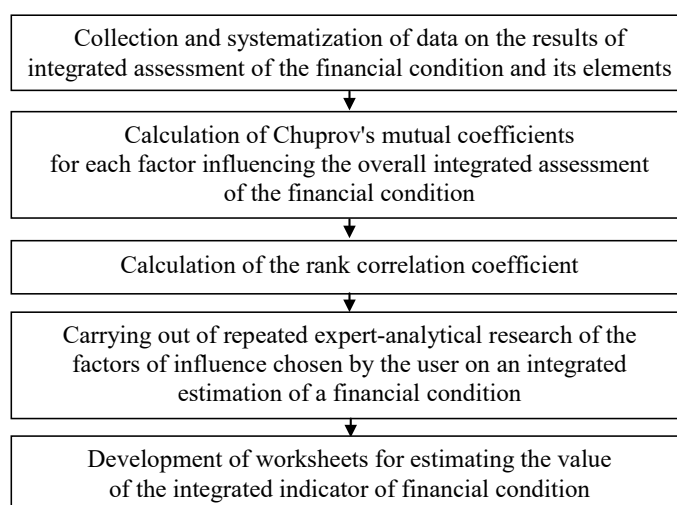 Collection and systematization of data on the results of
integrated assessment of the financial condition and its elements
Calculation of Chuprov's mutual coefficients
for each factor influencing the overall integrated assessment
of the financial condition
Calculation of the rank correlation coefficient
Carrying out of repeated expert-analytical research of the
factors of influence chosen by the user on an integrated
estimation of a financial condition
Development of worksheets for estimating the value
of the integrated indicator of financial condition